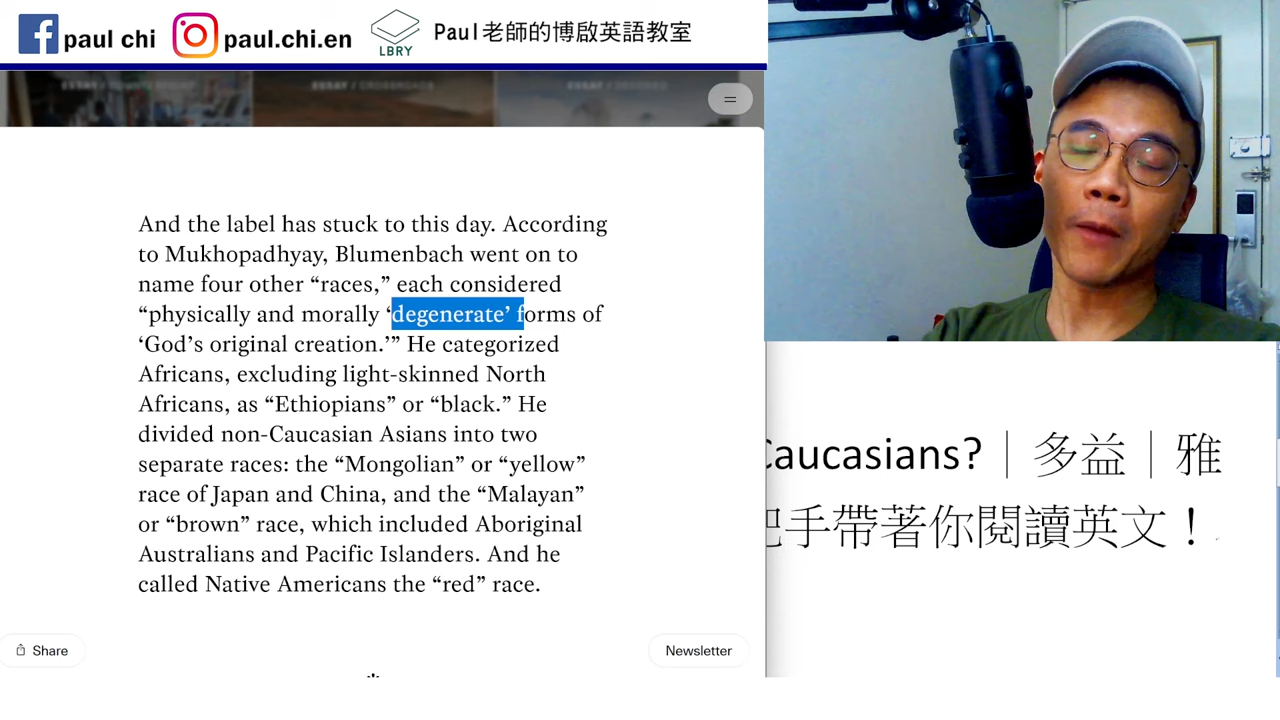 paul chi
paul.chi.en
LBRY
Paul老師的博啟英語教室
And the label has stuck to this day. According
to Mukhopadhyay, Blumenbach went on to
name four other “races,” each considered
“physically and morally ‘degenerate’ forms of
‘God’s original creation.’” He categorized
Africans, excluding light-skinned North
Africans, as “Ethiopians” or “black.” He
divided non-Caucasian Asians into two
separate races: the “Mongolian” or “yellow”
race of Japan and China, and the “Malayan”
or “brown” race, which included Aboriginal
Australians and Pacific Islanders. And he
called Native Americans the “red” race.
Share
Newsletter
Caucasians?｜多益｜雅
把手帶著你閱讀英文！